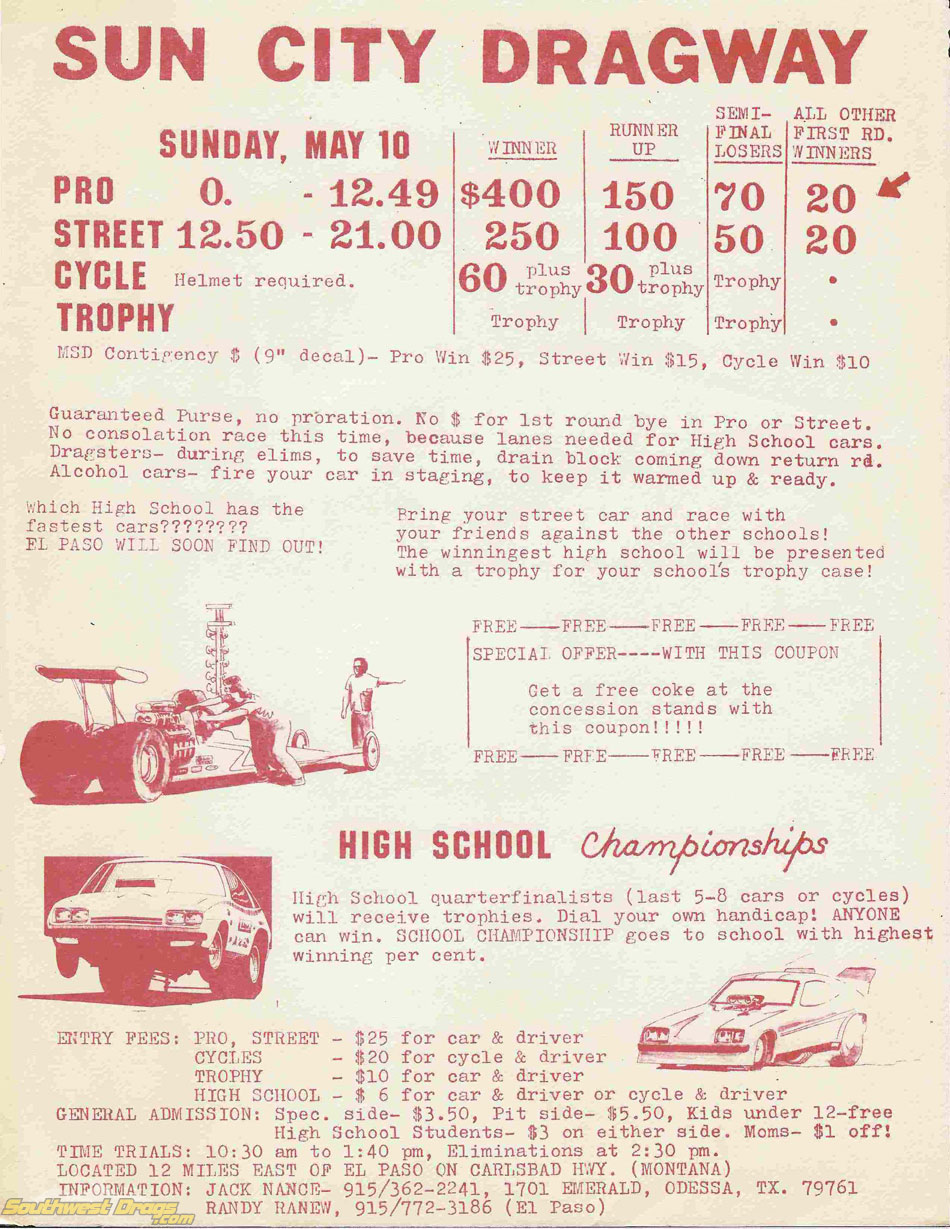 SUN CITY DRAGWAY
SUNDAY, MAY 10 WINNER RUNNER UP SEMI-FINAL LOSERS ALL OTHER FIRST RD. WINNERS
PRO 0. - 12.49 $400 150 70 20
STREET 12.50 - 21.00 250 100 50 20
CYCLE Helmet required. 60 plus trophy 30 plus trophy Trophy •
TROPHY Trophy Trophy Trophy •
MSD Contigency $ (9" decal)- Pro Win $25, Street Win $15, Cycle Win $10
Guaranteed Purse, no proration. No $ for 1st round bye in Pro or Street.
No consolation race this time, because lanes needed for High School cars.
Dragsters- during elims, to save time, drain block coming down return rd.
Alcohol cars- fire your car in staging, to keep it warmed up & ready.
Which High School has the
fastest cars????????
EL PASO WILL SOON FIND OUT!
Bring your street car and race with
your friends against the other schools!
The winningest high school will be presented
with a trophy for your school's trophy case!
FREE——FREE——FREE——FREE——FREE
SPECIAL OFFER----WITH THIS COUPON
Get a free coke at the
concession stands with
this coupon!!!!!
FREE——FREE——FREE——FREE——FREE
HIGH SCHOOL Championships
High School quarterfinalists (last 5-8 cars or cycles)
will receive trophies. Dial your own handicap! ANYONE
can win. SCHOOL CHAMPIONSHIP goes to school with highest
winning per cent.
ENTRY FEES: PRO, STREET - $25 for car & driver
CYCLES - $20 for cycle & driver
TROPHY - $10 for car & driver
HIGH SCHOOL - $ 6 for car & driver or cycle & driver
GENERAL ADMISSION: Spec. side- $3.50, Pit side- $5.50, Kids under 12-free
High School Students- $3 on either side. Moms- $1 off!
TIME TRIALS: 10:30 am to 1:40 pm, Eliminations at 2:30 pm.
LOCATED 12 MILES EAST OF EL PASO ON CARLSBAD HWY. (MONTANA)
INFORMATION: JACK NANCE- 915/362-2241, 1701 EMERALD, ODESSA, TX. 79761
RANDY RANEW, 915/772-3186 (El Paso)
Southwest Drags.com